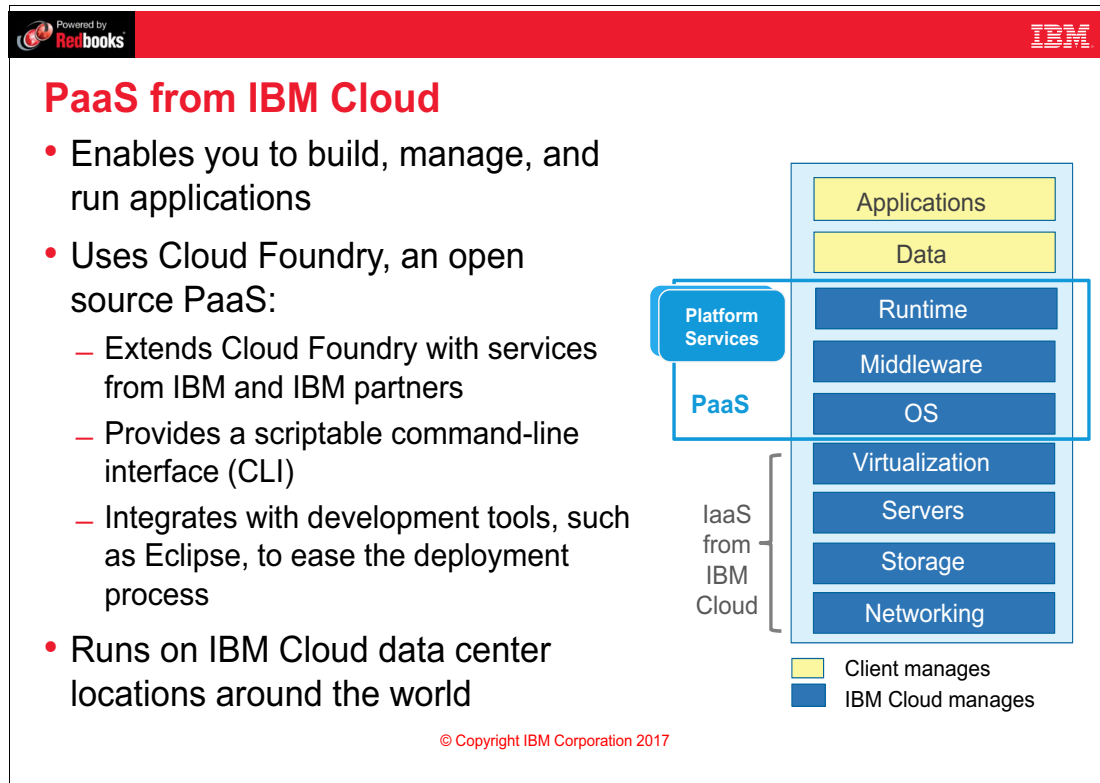 Powered by
Redbooks
IBM
PaaS from IBM Cloud
• Enables you to build, manage, and
run applications
• Uses Cloud Foundry, an open
source PaaS:
– Extends Cloud Foundry with services
from IBM and IBM partners
– Provides a scriptable command-line
interface (CLI)
– Integrates with development tools, such
as Eclipse, to ease the deployment
process
• Runs on IBM Cloud data center
locations around the world
Applications
Data
Platform
Services
PaaS
Runtime
Middleware
OS
IaaS
from
IBM
Cloud
Virtualization
Servers
Storage
Networking
Client manages
IBM Cloud manages
© Copyright IBM Corporation 2017